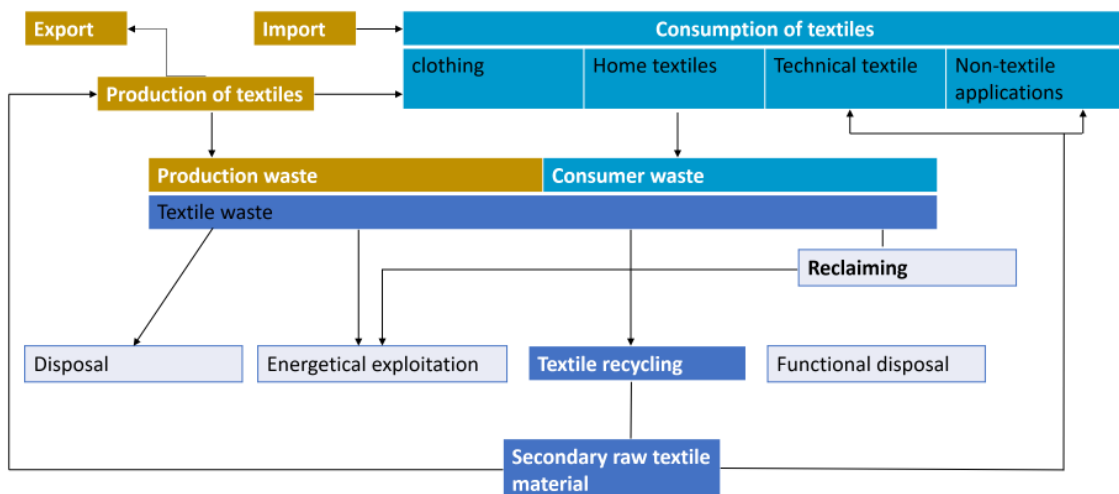 Export
Import
Consumption of textiles
clothing
Home textiles
Technical textile
Non-textile
applications
Production of textiles
Production waste
Consumer waste
Textile waste
Reclaiming
Disposal
Energetical exploitation
Textile recycling
Functional disposal
Secondary raw textile
material